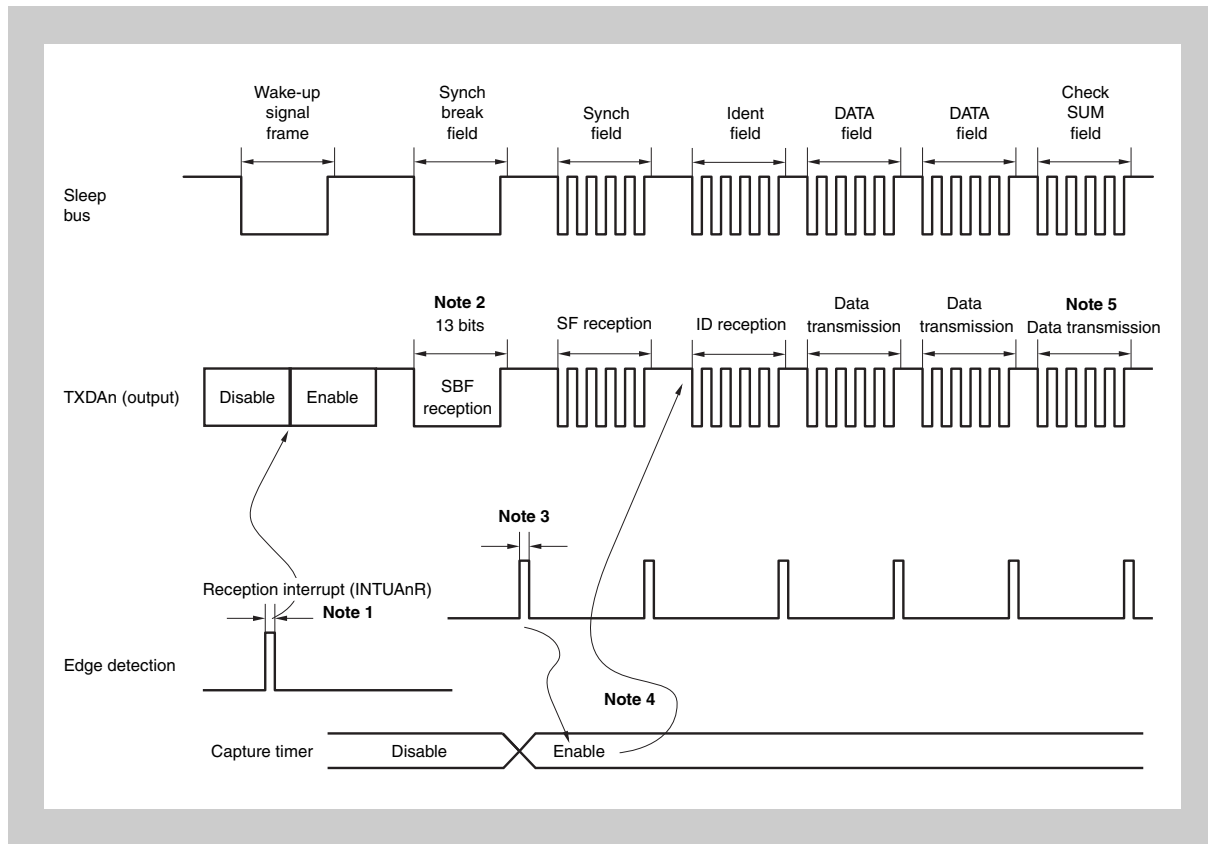 Wake-up
signal
frame
Synch
break
field
Synch
field
Ident
field
DATA
field
DATA
field
Check
SUM
field
Sleep
bus
Note 2
13 bits
SF reception
ID reception
Data
transmission
Data
transmission
Note 5
Data transmission
TXDAn (output)
Disable
Enable
SBF
reception
Note 3
Reception interrupt (INTUAnR)
Note 1
Edge detection
Note 4
Capture timer
Disable
Enable